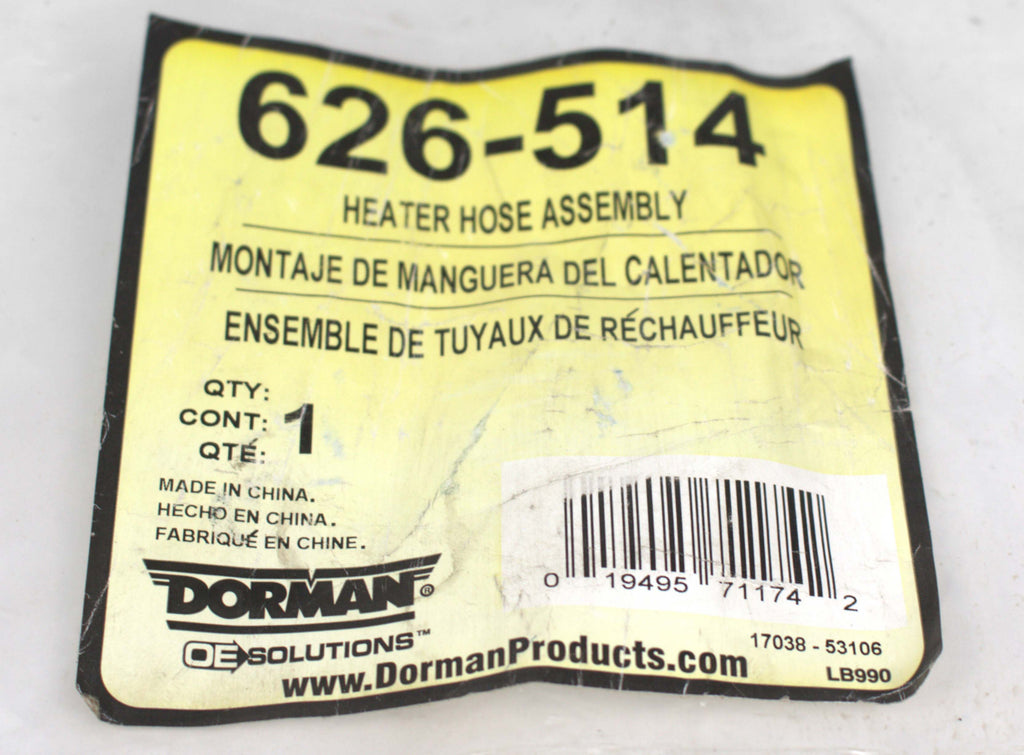 626-514
HEATER HOSE ASSEMBLY
MONTAJE DE MANGUERA DEL CALENTADOR
ENSEMBLE DE TUYAUX DE RÉCHAUFFEUR
QTY:
CONT: 1
QTÉ:
MADE IN CHINA.
HECHO EN CHINA.
FABRIQUÉ EN CHINE.
DORMAN®
OE SOLUTIONS™
www.DormanProducts.com
0 19495 71174 2
17038 - 53106
LB990